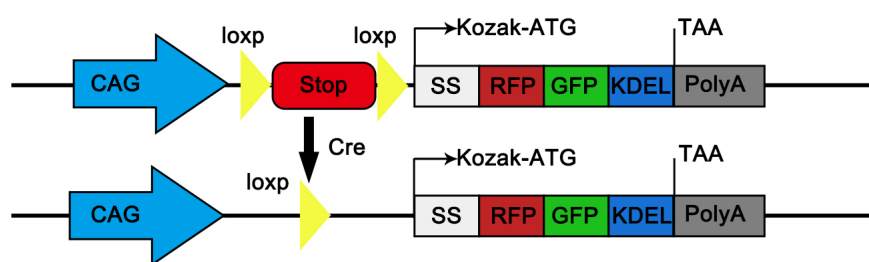 loxp loxp Kozak-ATG TAA
CAG Stop SS RFP GFP KDEL PolyA
Cre
loxp Kozak-ATG TAA
CAG SS RFP GFP KDEL PolyA